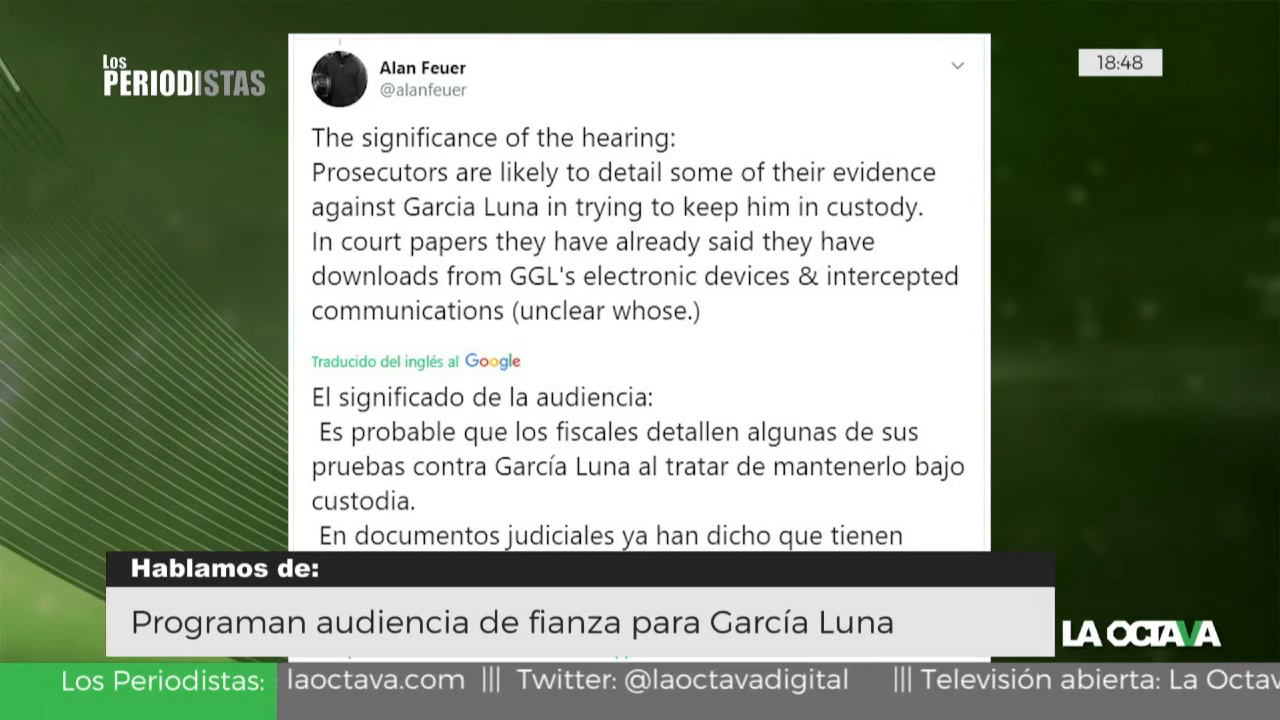 Los
PERIODISTAS
18:48
Alan Feuer
@alanfeuer
The significance of the hearing:
Prosecutors are likely to detail some of their evidence
against Garcia Luna in trying to keep him in custody.
In court papers they have already said they have
downloads from GGL's electronic devices & intercepted
communications (unclear whose.)
Traducido del inglés al Google
El significado de la audiencia:
Es probable que los fiscales detallen algunas de sus
pruebas contra García Luna al tratar de mantenerlo bajo
custodia.
En documentos judiciales ya han dicho que tienen
Hablamos de:
Programan audiencia de fianza para García Luna
LA OCTAVA
Los Periodistas: laoctava.com ||| Twitter: @laoctavadigital ||| Televisión abierta: La Octav